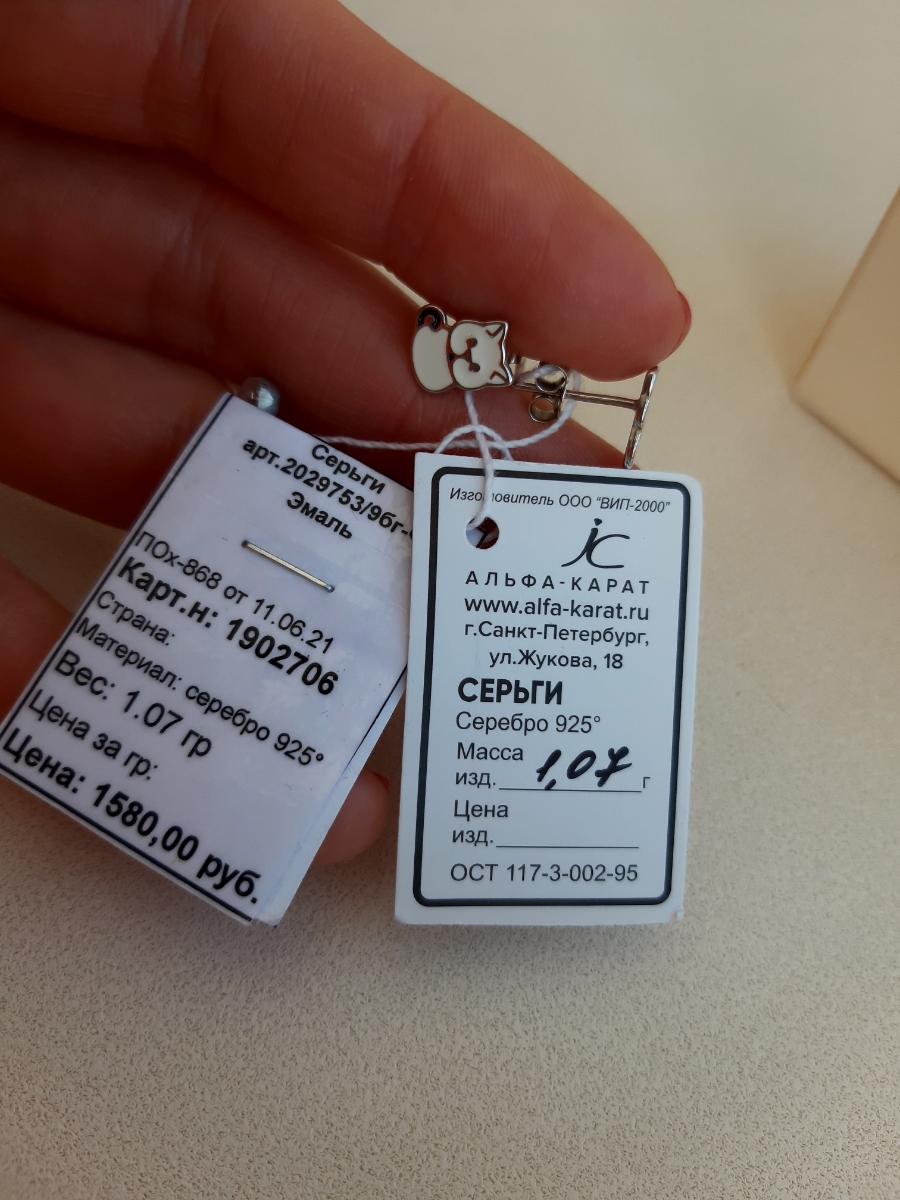 Серьги
арт.2029753/9бг-
Эмаль
ПОх-868 от 11.06.21
Карт.н: 1902706
Страна:
Материал: серебро 925°
Вес: 1.07 гр
Цена за гр:
Цена: 1580,00 руб.
Изготовитель ООО "ВИП-2000"
jc
АЛЬФА-КАРАТ
www.alfa-karat.ru
г.Санкт-Петербург,
ул.Жукова, 18
СЕРЬГИ
Серебро 925°
Масса
изд. 1,07 г
Цена
изд.
ОСТ 117-3-002-95